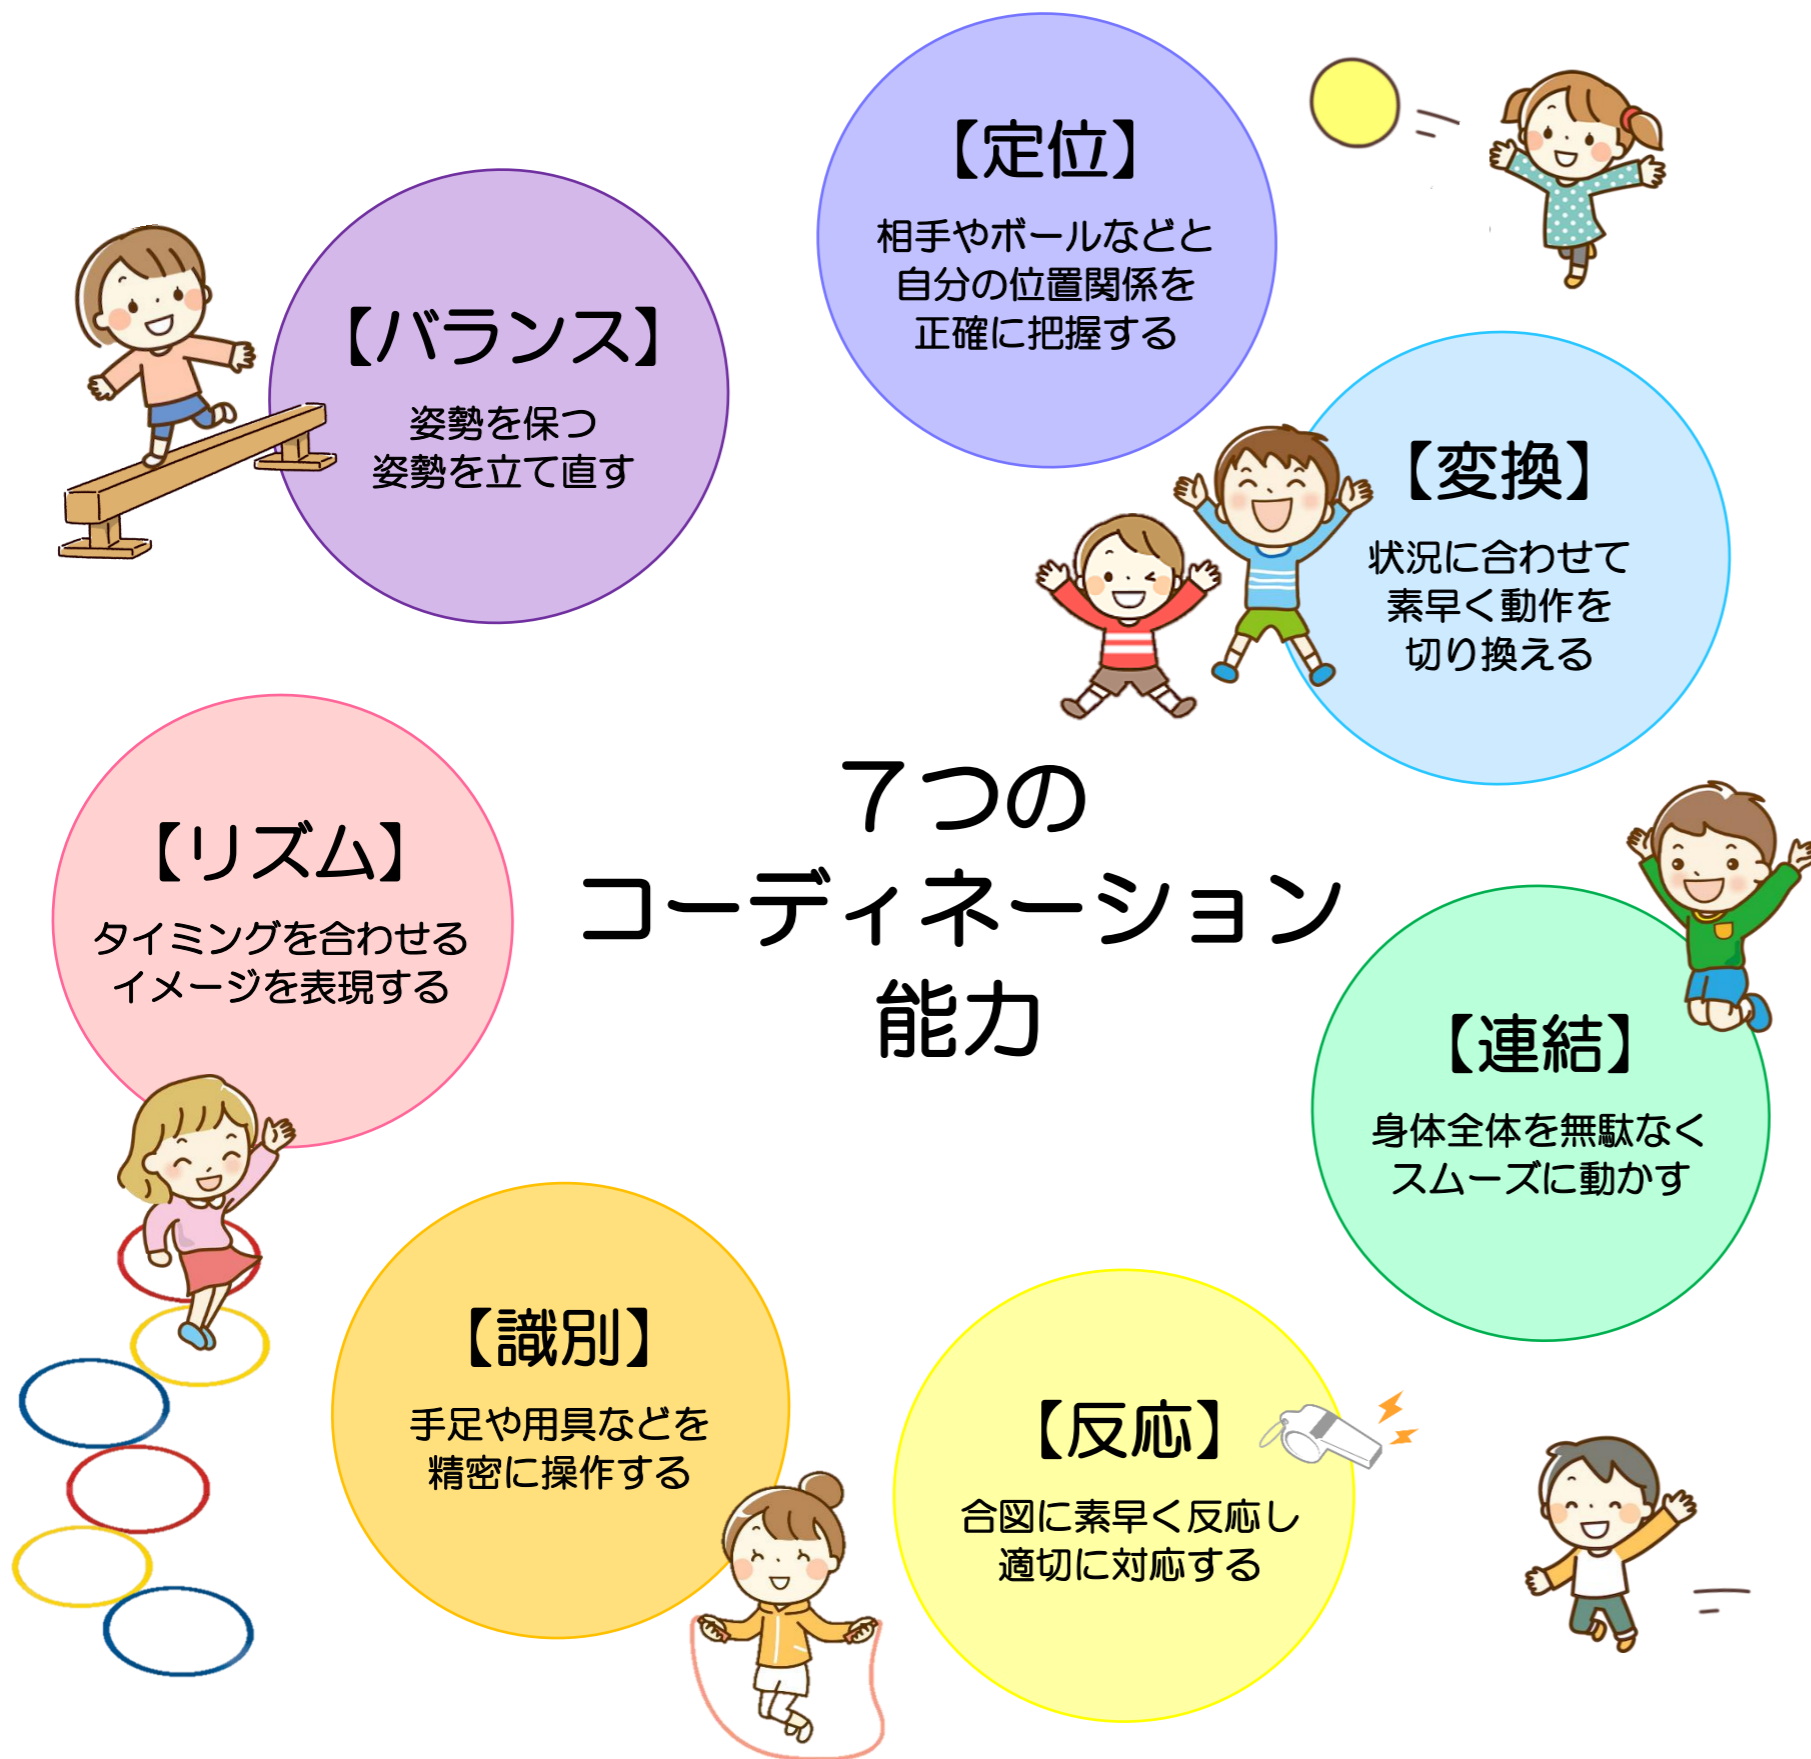 ７つの
コーディネーション
能力
【定位】
相手やボールなどと
自分の位置関係を
正確に把握する
【変換】
状況に合わせて
素早く動作を
切り換える
【連結】
身体全体を無駄なく
スムーズに動かす
【反応】
合図に素早く反応し
適切に対応する
【識別】
手足や用具などを
精密に操作する
【リズム】
タイミングを合わせる
イメージを表現する
【バランス】
姿勢を保つ
姿勢を立て直す